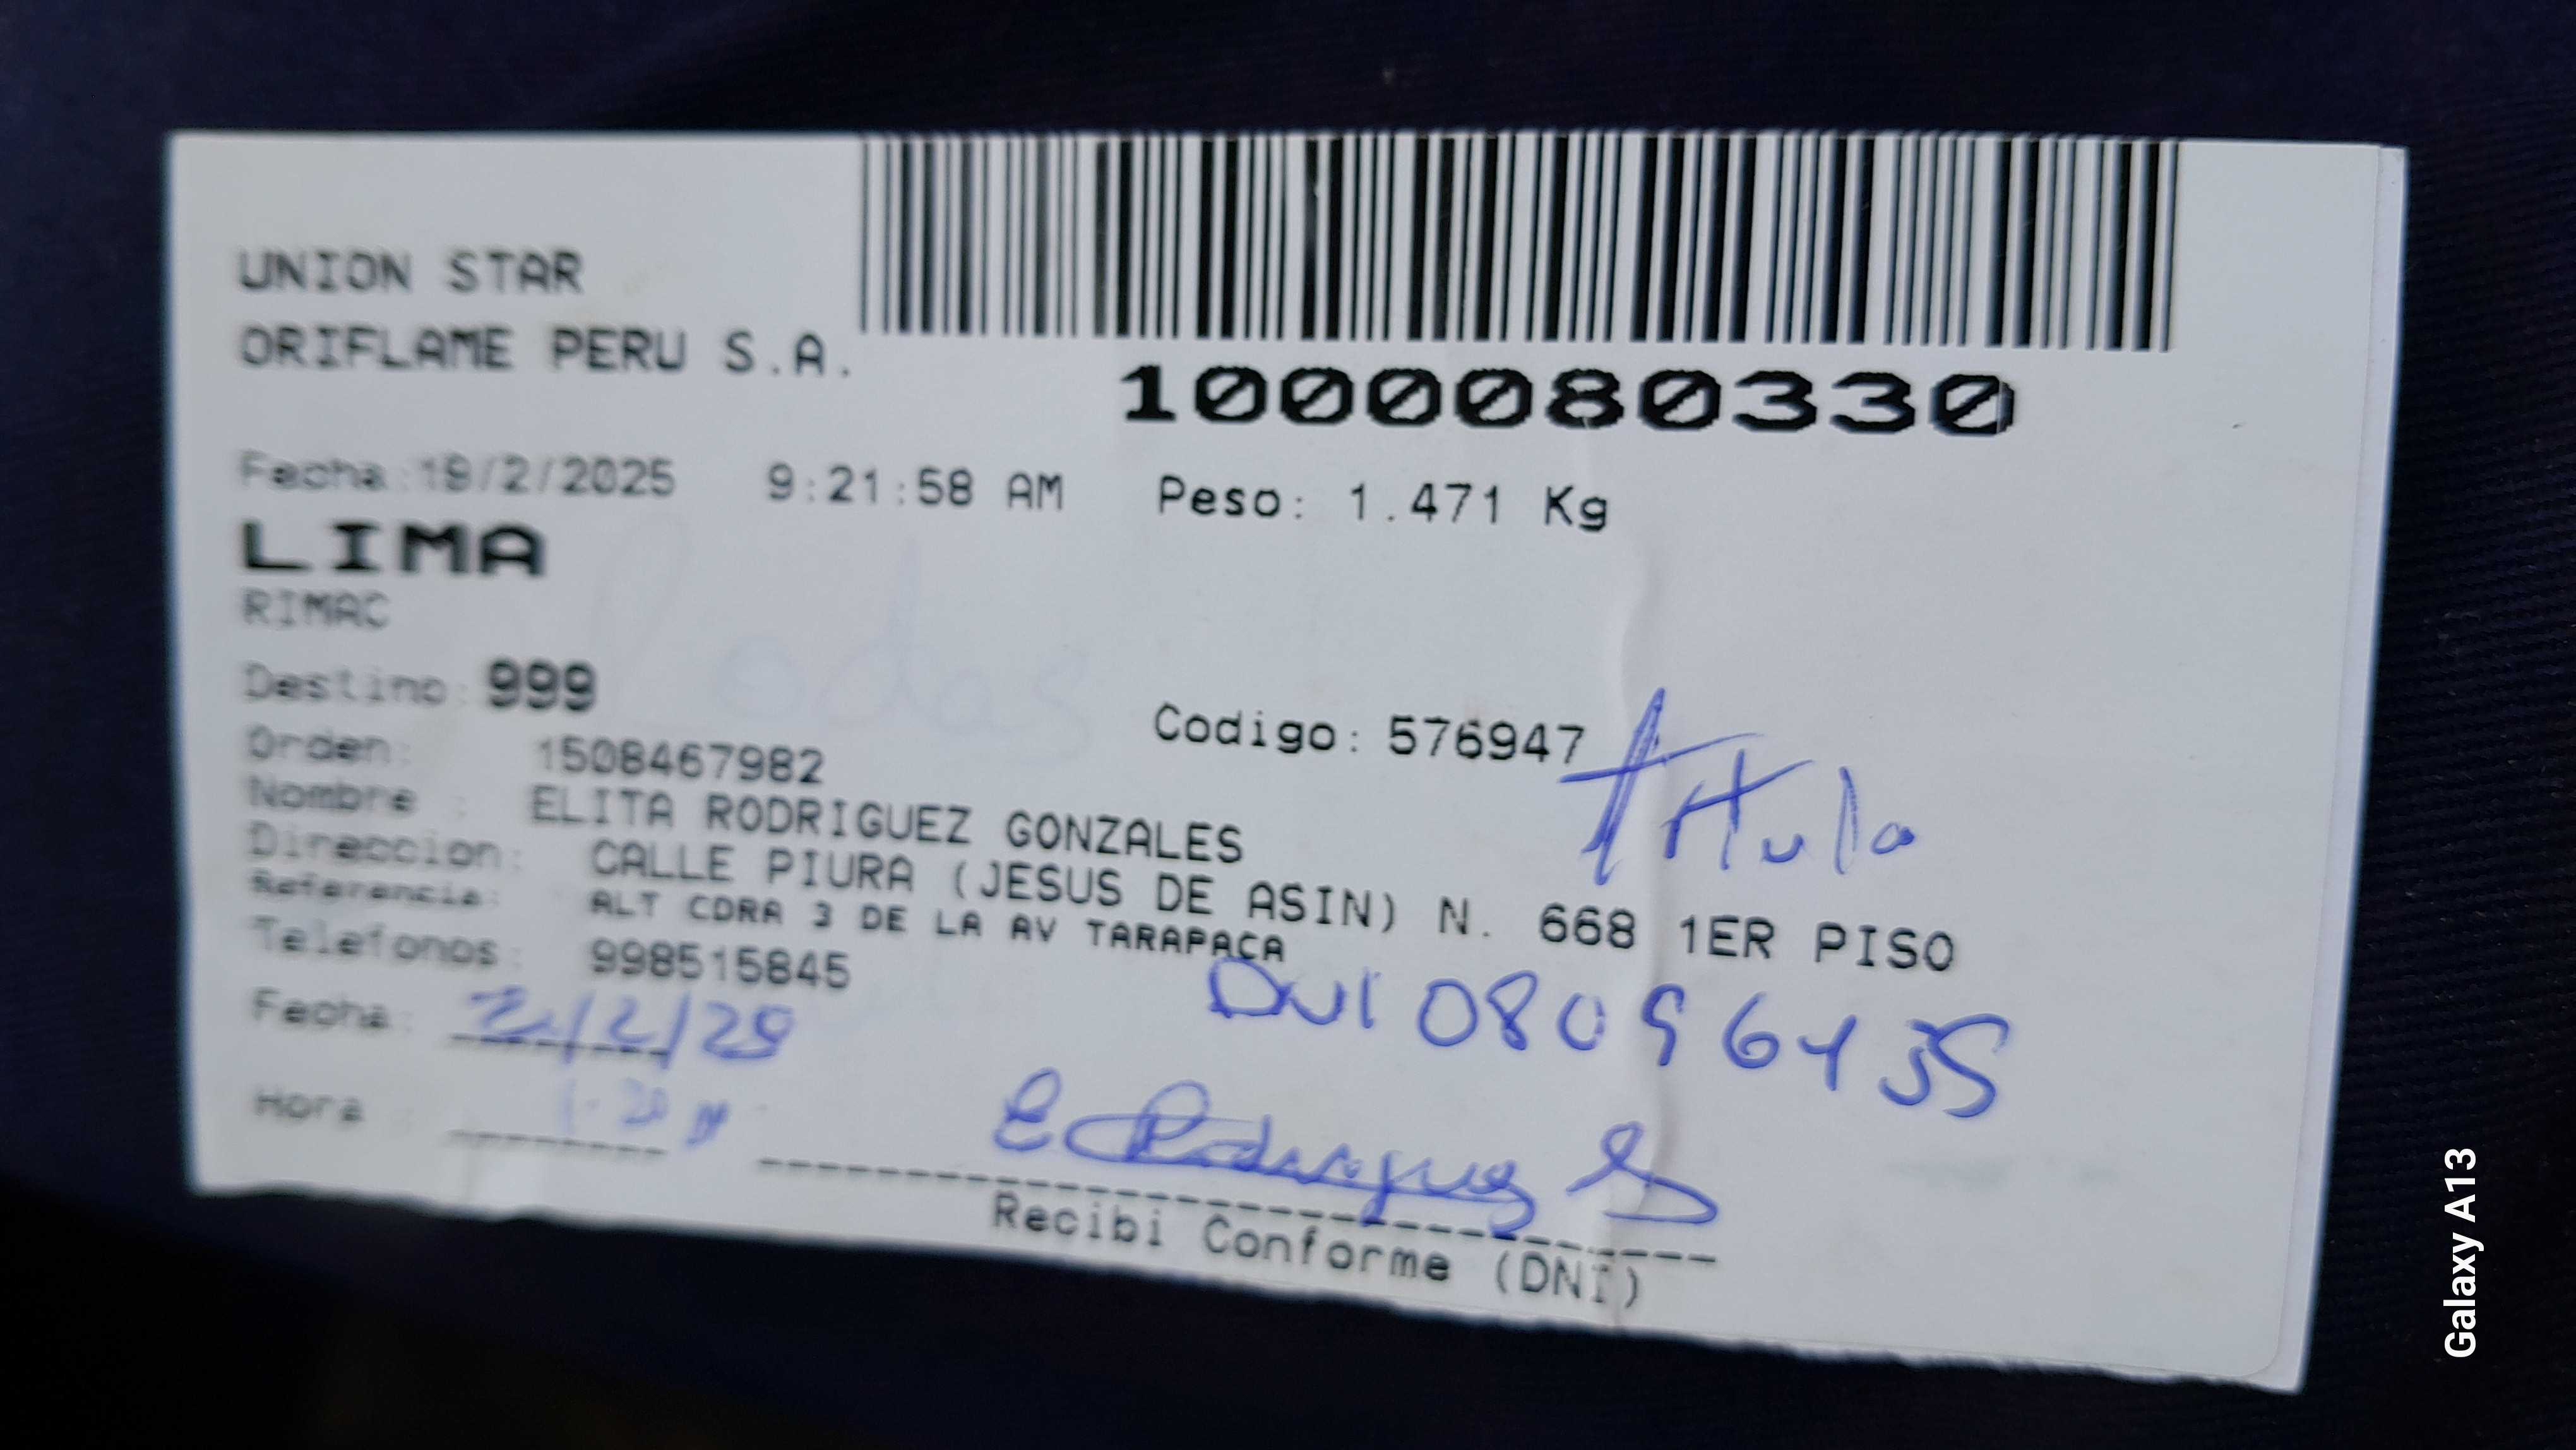 UNION STAR
ORIFLAME PERU S.A.
1000080330
Fecha:19/2/2025 9:21:58 AM Peso: 1.471 Kg
LIMA
RIMAC
Destino: 999
Codigo: 576947
Orden: 1508467982
Nombre : ELITA RODRIGUEZ GONZALES
Direccion: CALLE PIURA (JESUS DE ASIN) N. 668 1ER PISO
Referencia: ALT CDRA 3 DE LA AV TARAPACA
Telefonos: 998515845
DNI
Fecha:
Hora
E Rodriguez G
Recibi Conforme (DNI)
Galaxy A13